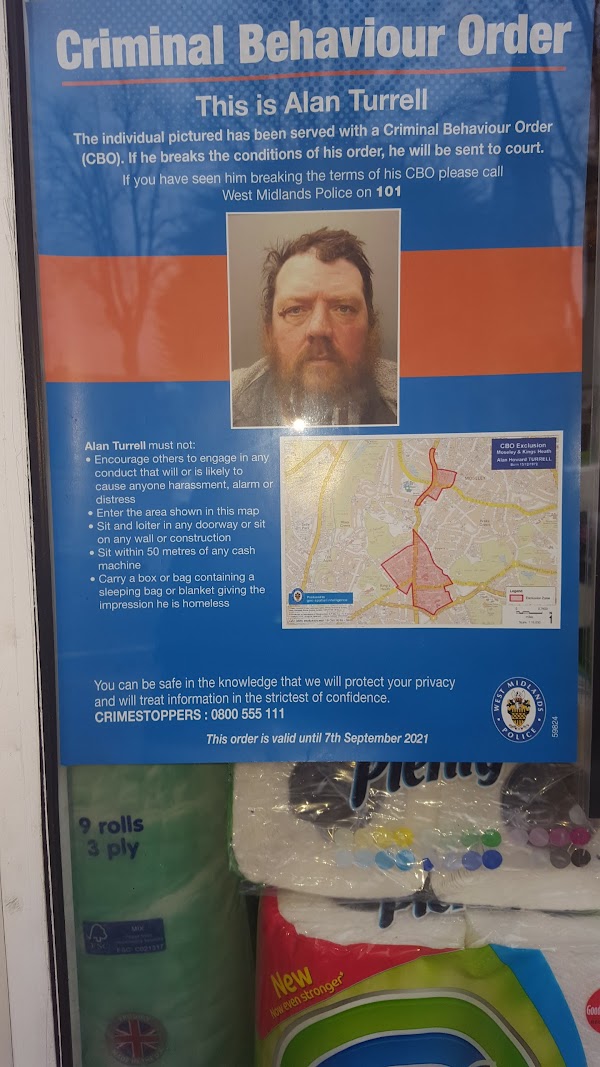 Criminal Behaviour Order
This is Alan Turrell
The individual pictured has been served with a Criminal Behaviour Order
(CBO). If he breaks the conditions of his order, he will be sent to court.
If you have seen him breaking the terms of his CBO please call
West Midlands Police on 101
Alan Turrell must not:
• Encourage others to engage in any
conduct that will or is likely to
cause anyone harassment, alarm or
distress
• Enter the area shown in this map
• Sit and loiter in any doorway or sit
on any wall or construction
• Sit within 50 metres of any cash
machine
• Carry a box or bag containing a
sleeping bag or blanket giving the
impression he is homeless
CBO Exclusion
Moseley & Kings Heath
Alan Howard TURRELL
MOSELEY
Legend
Exclusion Zone
You can be safe in the knowledge that we will protect your privacy
and will treat information in the strictest of confidence.
CRIMESTOPPERS : 0800 555 111
This order is valid until 7th September 2021
WEST MIDLANDS
POLICE
59824
Plenty
9 rolls
3 ply
MIX
New
Now even stronger*